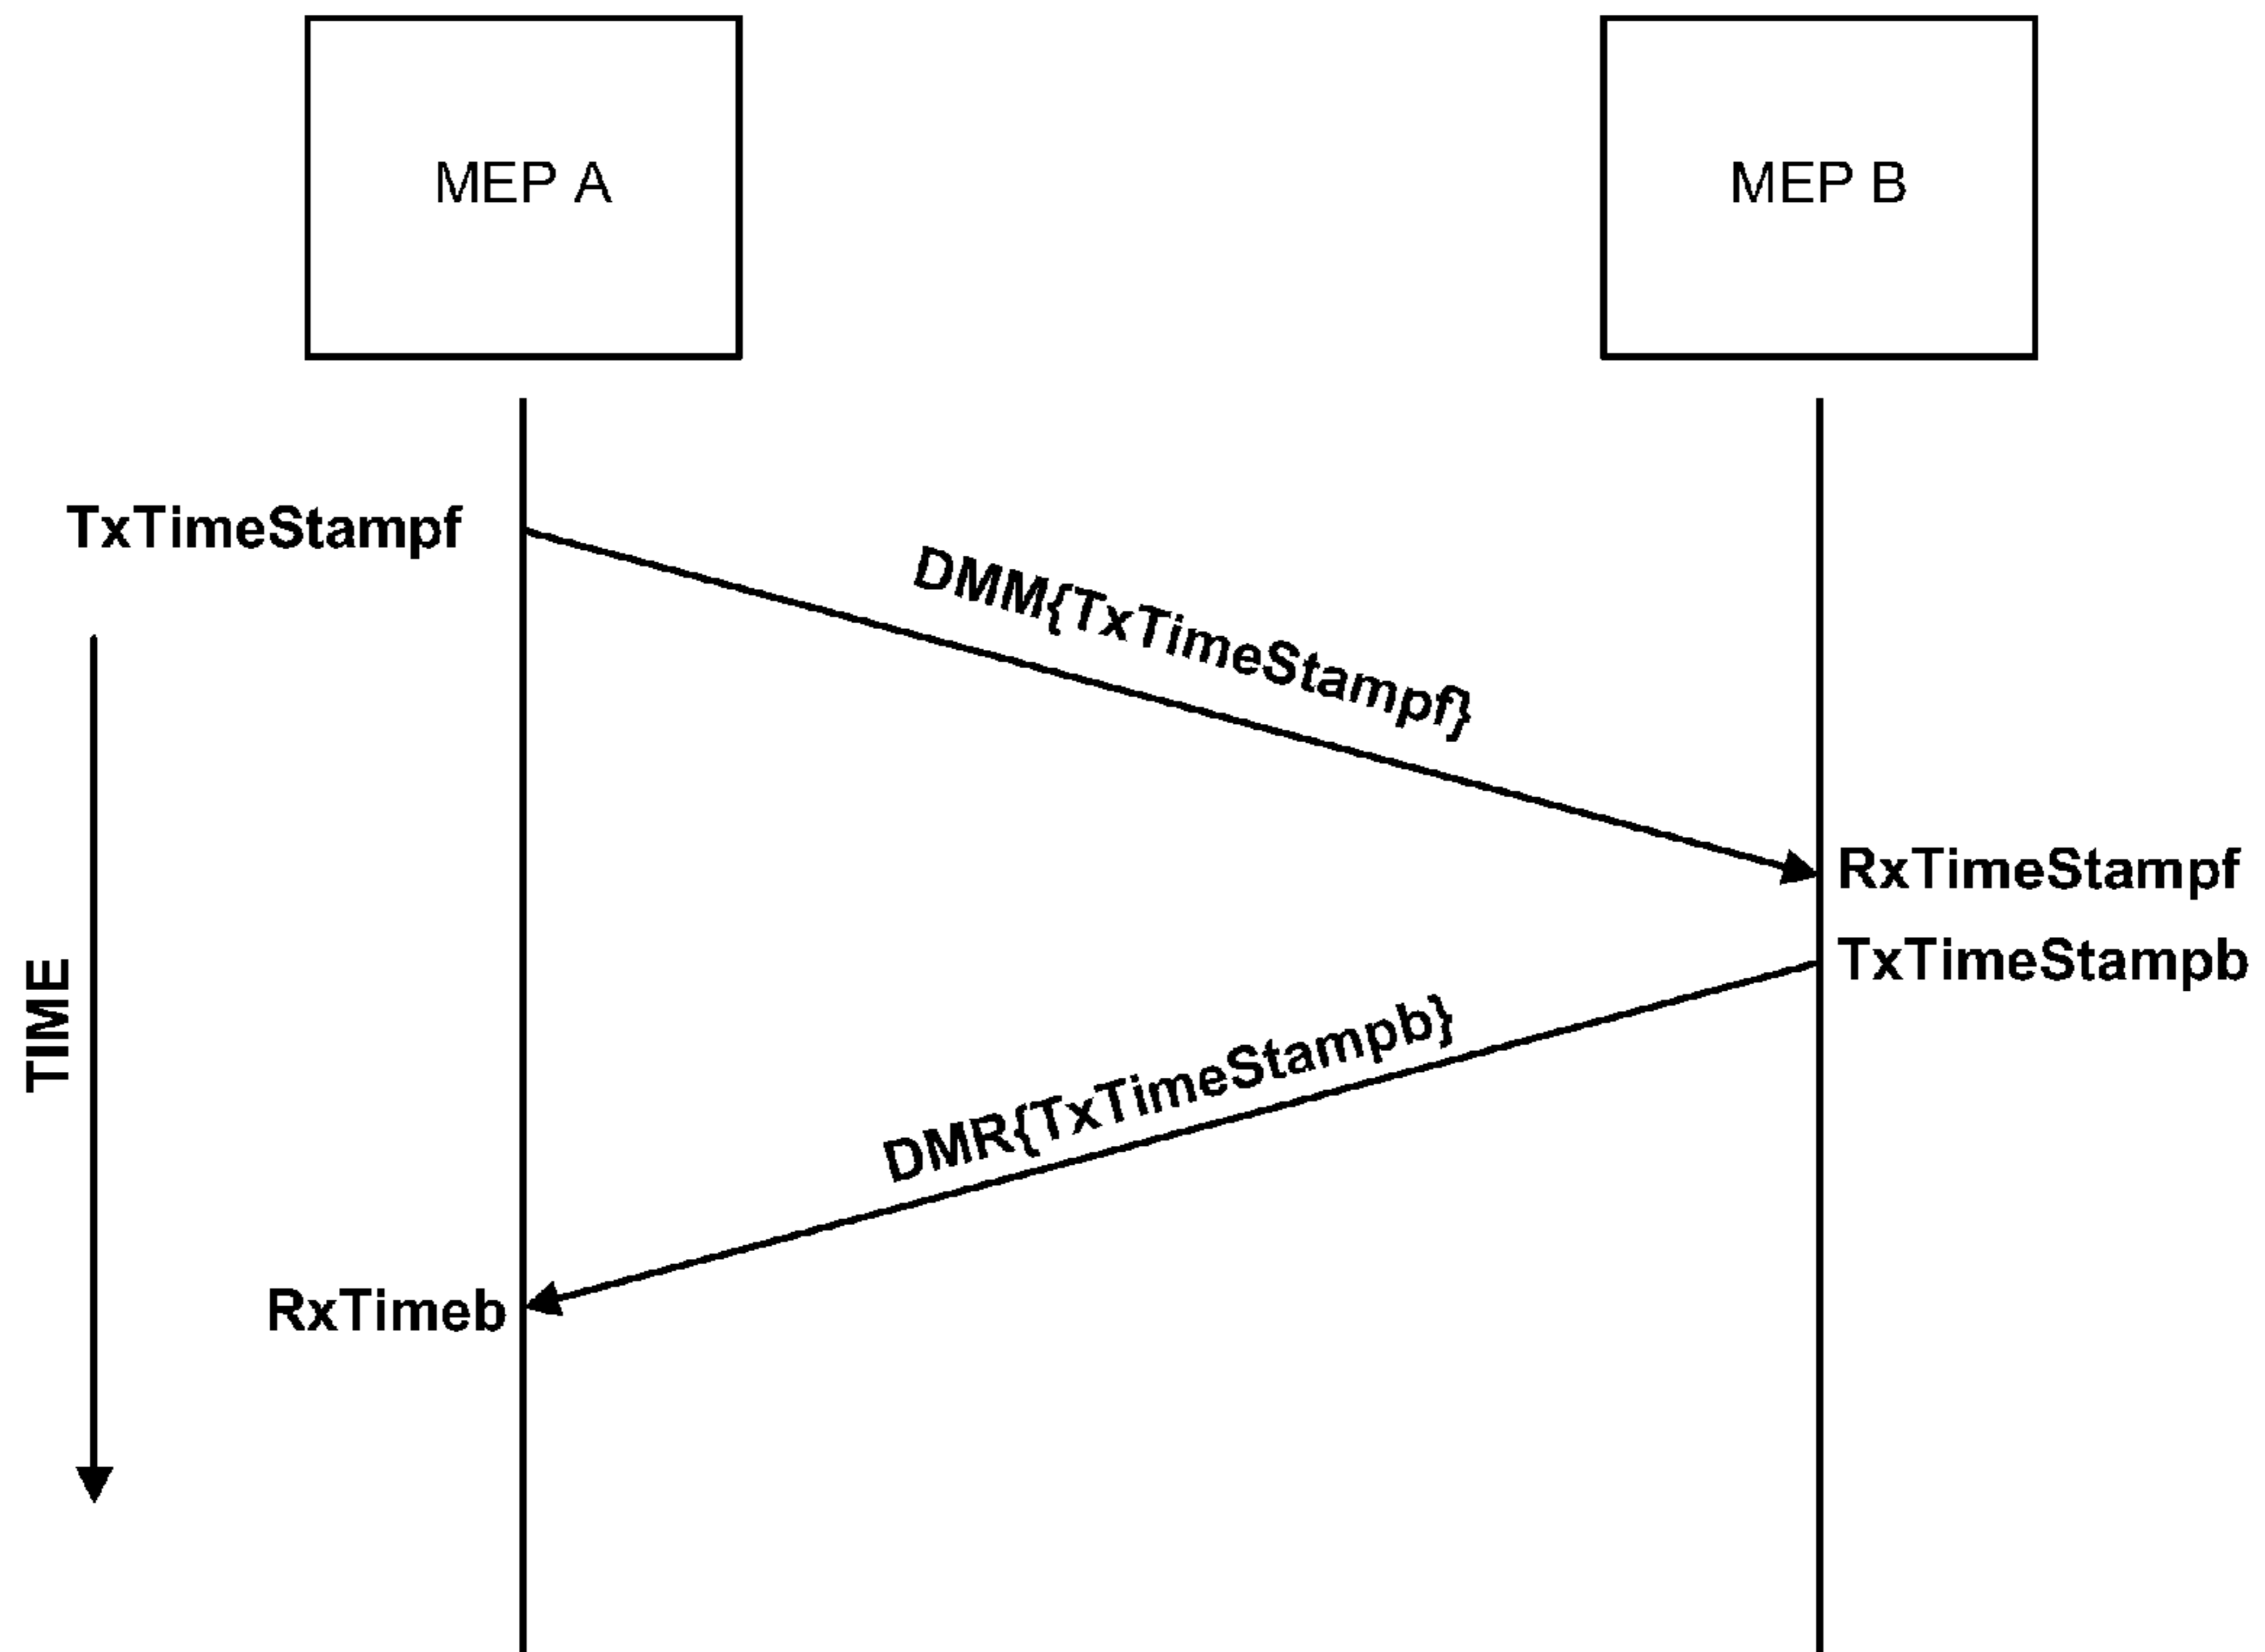 MEP A
MEP B
TxTimeStampf
DMM{TxTimeStampf}
RxTimeStampf
TxTimeStampb
TIME
DMR{TxTimeStampb}
RxTimeb